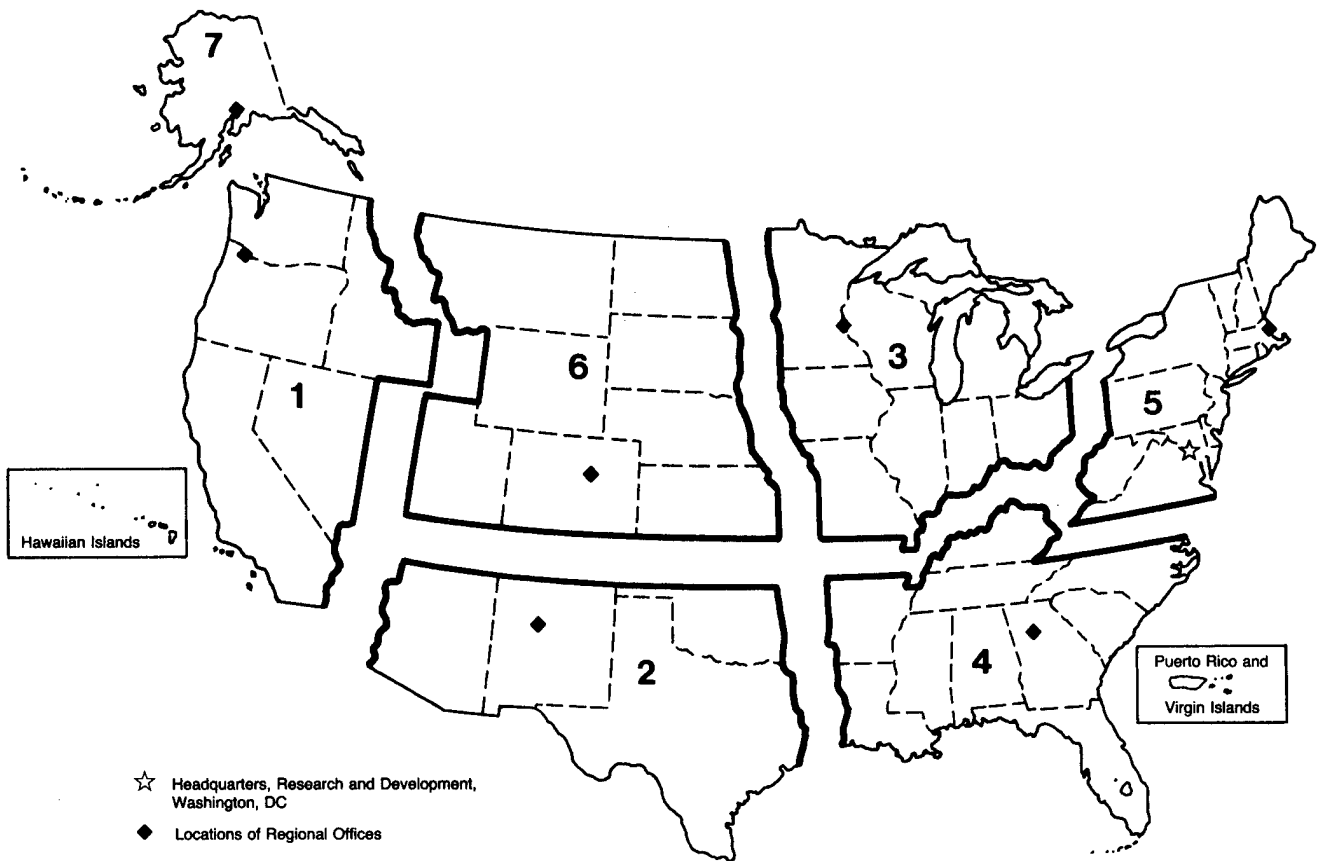 7
6
3
1
5
Hawaiian Islands
2
4
Puerto Rico and
Virgin Islands
Headquarters, Research and Development,
Washington, DC
Locations of Regional Offices